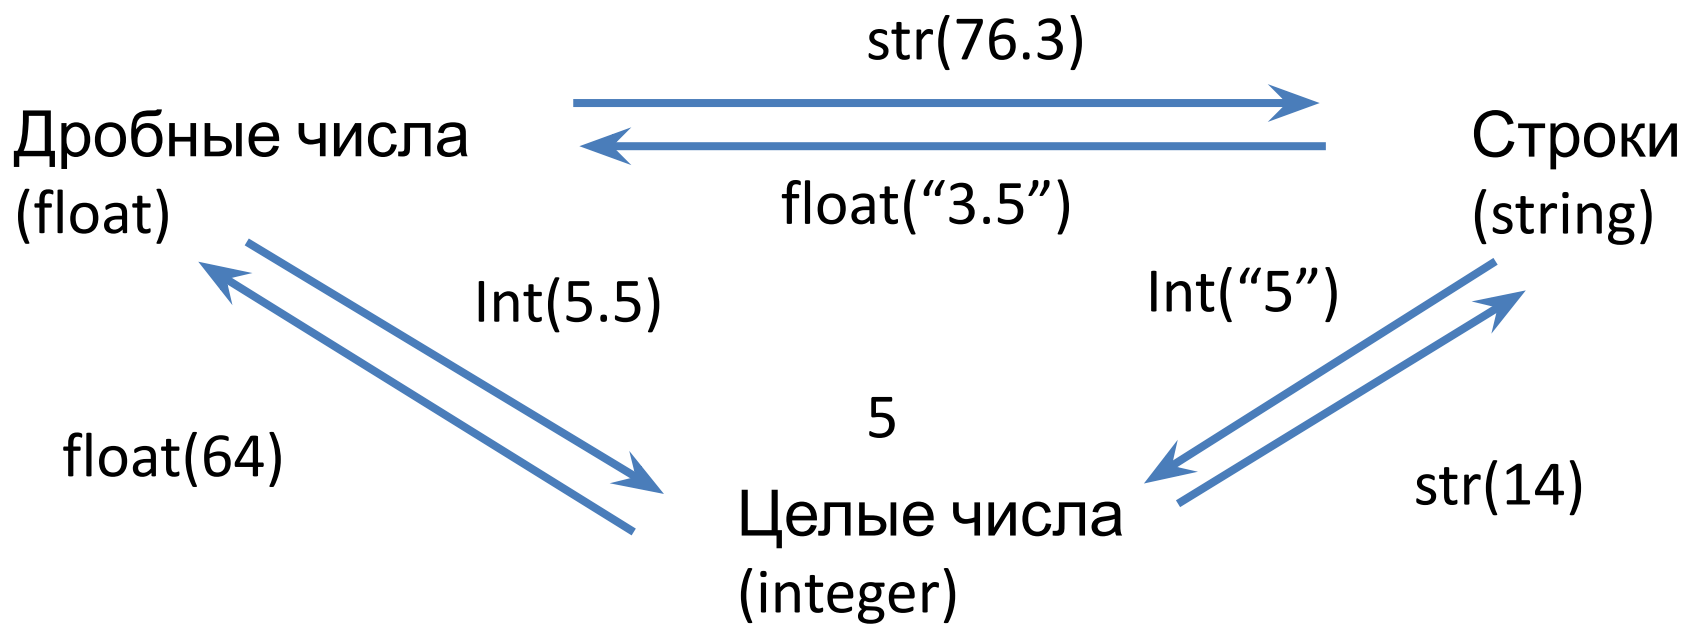 str(76.3)
Дробные числа
(float)
Строки
(string)
float(“3.5”)
Int(5.5)
Int(“5”)
5
float(64)
str(14)
Целые числа
(integer)